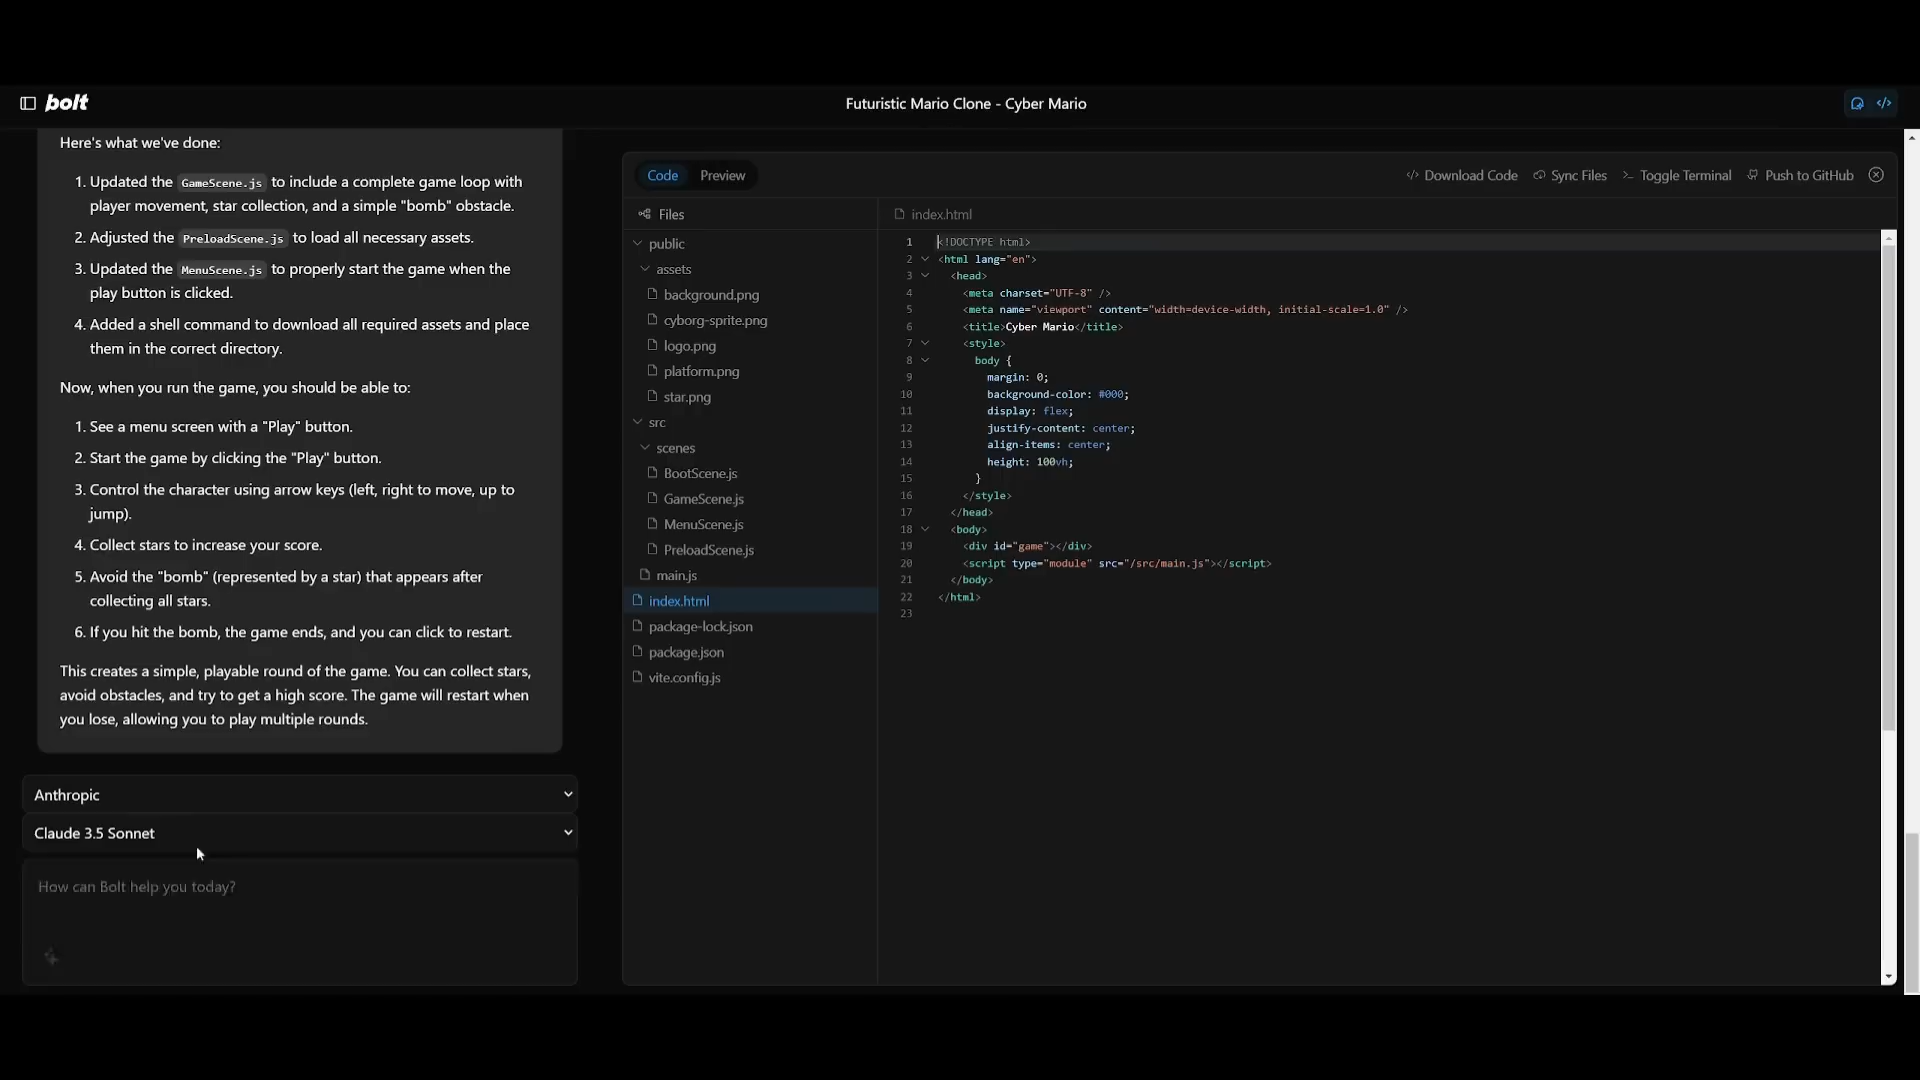 bolt
Futuristic Mario Clone - Cyber Mario
Here's what we've done:
1. Updated the GameScene.js to include a complete game loop with
player movement, star collection, and a simple "bomb" obstacle.
2. Adjusted the PreloadScene.js to load all necessary assets.
3. Updated the MenuScene.js to properly start the game when the
play button is clicked.
4. Added a shell command to download all required assets and place
them in the correct directory.
Now, when you run the game, you should be able to:
1. See a menu screen with a "Play" button.
2. Start the game by clicking the "Play" button.
3. Control the character using arrow keys (left, right to move, up to
jump).
4. Collect stars to increase your score.
5. Avoid the "bomb" (represented by a star) that appears after
collecting all stars.
6. If you hit the bomb, the game ends, and you can click to restart.
This creates a simple, playable round of the game. You can collect stars,
avoid obstacles, and try to get a high score. The game will restart when
you lose, allowing you to play multiple rounds.
Anthropic
Claude 3.5 Sonnet
How can Bolt help you today?
Code Preview
Download Code Sync Files Toggle Terminal Push to GitHub
Files
public
assets
background.png
cyborg-sprite.png
logo.png
platform.png
star.png
src
scenes
BootScene.js
GameScene.js
MenuScene.js
PreloadScene.js
main.js
index.html
package-lock.json
package.json
vite.config.js
index.html
1 <!DOCTYPE html>
2 <html lang="en">
3 <head>
4 <meta charset="UTF-8" />
5 <meta name="viewport" content="width=device-width, initial-scale=1.0" />
6 <title>Cyber Mario</title>
7 <style>
8 body {
9 margin: 0;
10 background-color: #000;
11 display: flex;
12 justify-content: center;
13 align-items: center;
14 height: 100vh;
15 }
16 </style>
17 </head>
18 <body>
19 <div id="game"></div>
20 <script type="module" src="/src/main.js"></script>
21 </body>
22 </html>
23